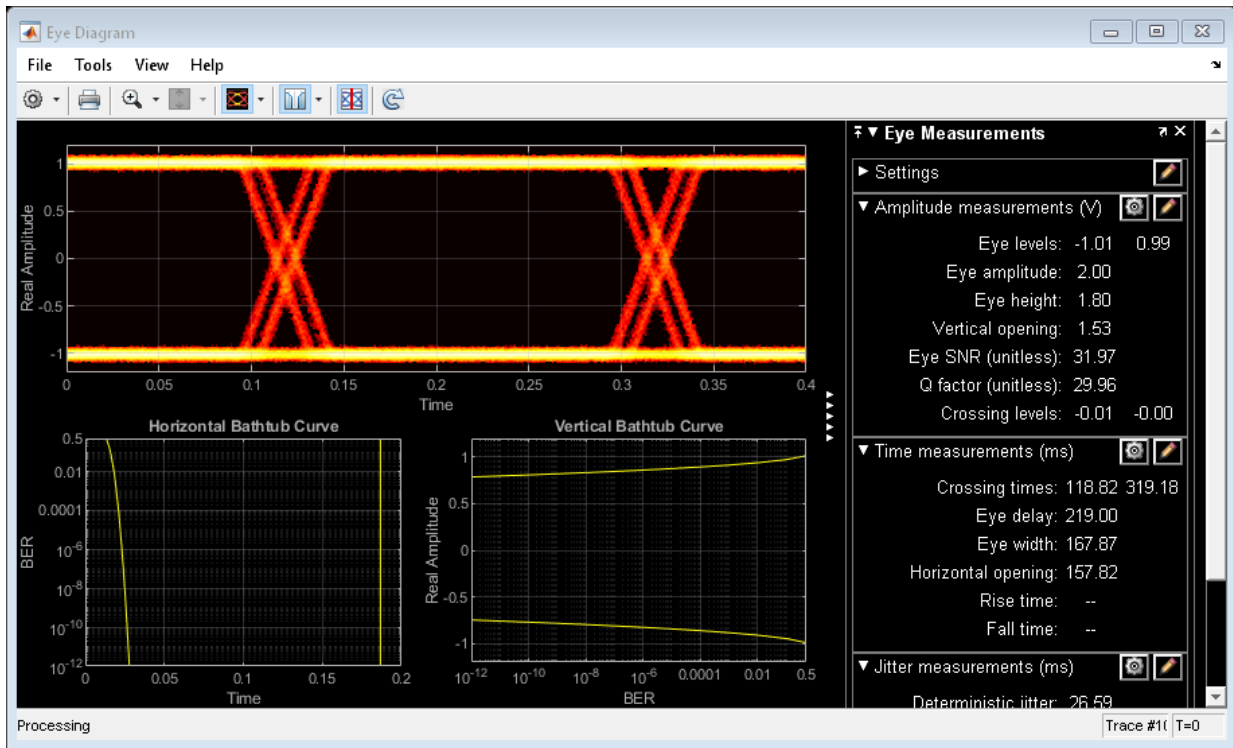 Eye Diagram
File Tools View Help
1
0.5
0
-0.5
-1
Real Amplitude
0 0.05 0.1 0.15 0.2 0.25 0.3 0.35 0.4
Time
Horizontal Bathtub Curve
0.5
0.01
0.0001
10^-6
10^-8
10^-10
10^-12
BER
0 0.05 0.1 0.15 0.2
Time
Vertical Bathtub Curve
1
0.5
0
-0.5
-1
Real Amplitude
10^-12 10^-10 10^-8 10^-6 0.0001 0.01 0.5
BER
Eye Measurements
Settings
Amplitude measurements (V)
Eye levels: -1.01 0.99
Eye amplitude: 2.00
Eye height: 1.80
Vertical opening: 1.53
Eye SNR (unitless): 31.97
Q factor (unitless): 29.96
Crossing levels: -0.01 -0.00
Time measurements (ms)
Crossing times: 118.82 319.18
Eye delay: 219.00
Eye width: 167.87
Horizontal opening: 157.82
Rise time: --
Fall time: --
Jitter measurements (ms)
Deterministic jitter: 26.59
Processing
Trace #1( T=0